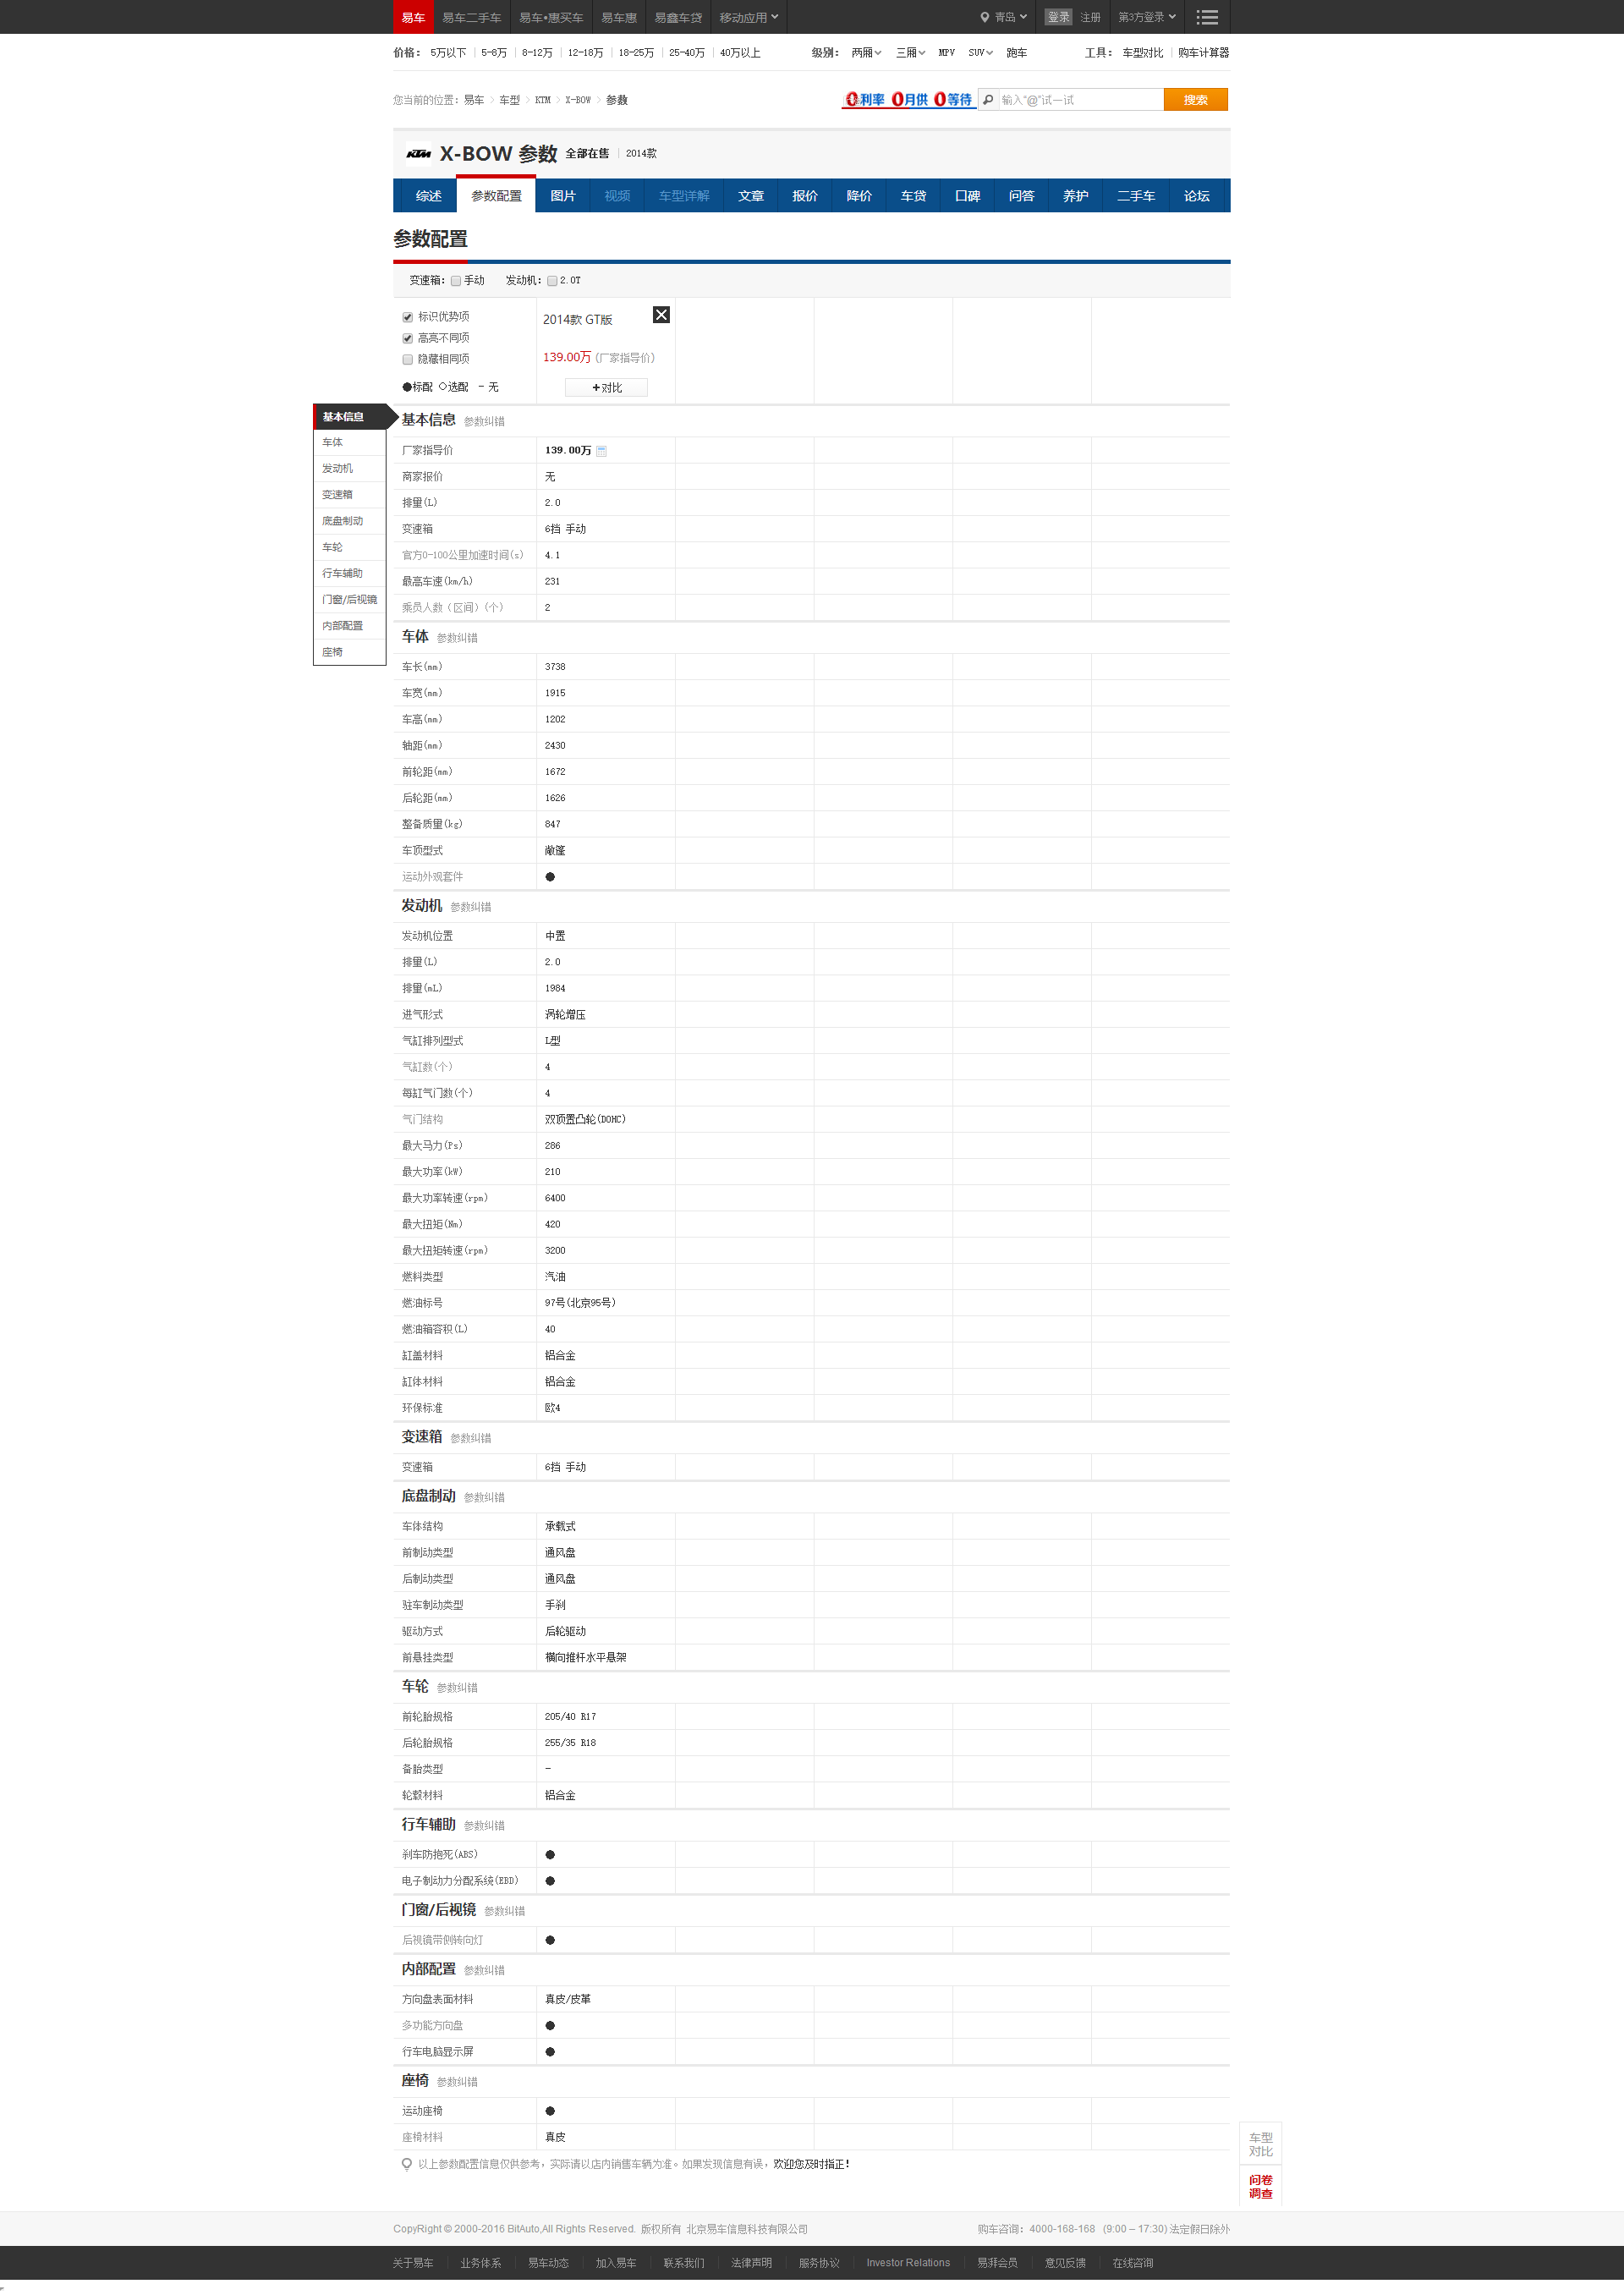 易车 易车二手车 易车•惠买车 易车惠 易鑫车贷 移动应用 青岛 登录 注册 第3方登录
价格： 5万以下 5-8万 8-12万 12-18万 18-25万 25-40万 40万以上 级别： 两厢 三厢 MPV SUV 跑车 工具： 车型对比 购车计算器
您当前的位置：易车 > 车型 > KTM > X-BOW > 参数 0利率 0月供 0等待 输入"@"试一试 搜索
KTM X-BOW 参数 全部在售 2014款
综述 参数配置 图片 视频 车型详解 文章 报价 降价 车贷 口碑 问答 养护 二手车 论坛
参数配置
变速箱： 手动 发动机： 2.0T
标识优势项
高亮不同项
隐藏相同项
●标配 ○选配 - 无
2014款 GT版
139.00万 (厂家指导价)
+对比
基本信息
车体
发动机
变速箱
底盘制动
车轮
行车辅助
门窗/后视镜
内部配置
座椅
基本信息 参数纠错
厂家指导价 139.00万
商家报价 无
排量(L) 2.0
变速箱 6挡 手动
官方0-100公里加速时间(s) 4.1
最高车速(km/h) 231
乘员人数（区间）(个) 2
车体 参数纠错
车长(mm) 3738
车宽(mm) 1915
车高(mm) 1202
轴距(mm) 2430
前轮距(mm) 1672
后轮距(mm) 1626
整备质量(kg) 847
车顶型式 敞篷
运动外观套件 ●
发动机 参数纠错
发动机位置 中置
排量(L) 2.0
排量(mL) 1984
进气形式 涡轮增压
气缸排列型式 L型
气缸数(个) 4
每缸气门数(个) 4
气门结构 双顶置凸轮(DOHC)
最大马力(Ps) 286
最大功率(kW) 210
最大功率转速(rpm) 6400
最大扭矩(Nm) 420
最大扭矩转速(rpm) 3200
燃料类型 汽油
燃油标号 97号(北京95号)
燃油箱容积(L) 40
缸盖材料 铝合金
缸体材料 铝合金
环保标准 欧4
变速箱 参数纠错
变速箱 6挡 手动
底盘制动 参数纠错
车体结构 承载式
前制动类型 通风盘
后制动类型 通风盘
驻车制动类型 手刹
驱动方式 后轮驱动
前悬挂类型 横向推杆水平悬架
车轮 参数纠错
前轮胎规格 205/40 R17
后轮胎规格 255/35 R18
备胎类型 -
轮毂材料 铝合金
行车辅助 参数纠错
刹车防抱死(ABS) ●
电子制动力分配系统(EBD) ●
门窗/后视镜 参数纠错
后视镜带侧转向灯 ●
内部配置 参数纠错
方向盘表面材料 真皮/皮革
多功能方向盘 ●
行车电脑显示屏 ●
座椅 参数纠错
运动座椅 ●
座椅材料 真皮
以上参数配置信息仅供参考，实际请以店内销售车辆为准。如果发现信息有误，欢迎您及时指正！
车型
对比
问卷
调查
CopyRight © 2000-2016 BitAuto,All Rights Reserved. 版权所有 北京易车信息科技有限公司 购车咨询：4000-168-168 (9:00 – 17:30) 法定假日除外
关于易车 业务体系 易车动态 加入易车 联系我们 法律声明 服务协议 Investor Relations 易湃会员 意见反馈 在线咨询